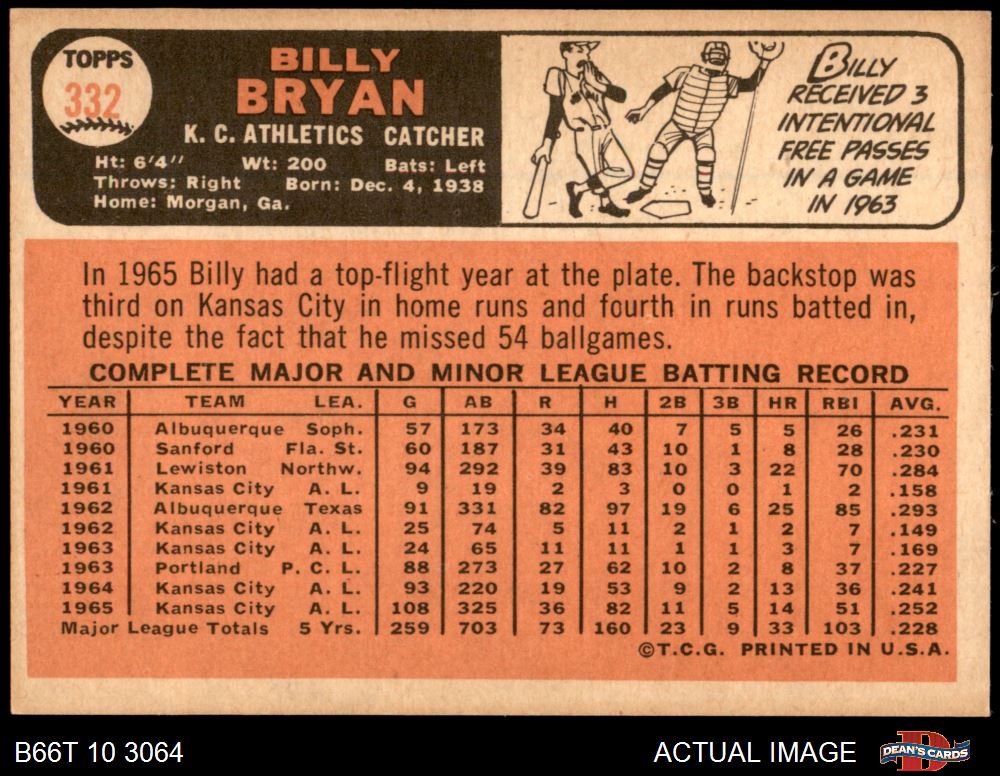 TOPPS
332
BILLY
BRYAN
K. C. ATHLETICS CATCHER
Ht: 6'4" Wt: 200 Bats: Left
Throws: Right Born: Dec. 4, 1938
Home: Morgan, Ga.
BILLY
RECEIVED 3
INTENTIONAL
FREE PASSES
IN A GAME
IN 1963
In 1965 Billy had a top-flight year at the plate. The backstop was
third on Kansas City in home runs and fourth in runs batted in,
despite the fact that he missed 54 ballgames.
COMPLETE MAJOR AND MINOR LEAGUE BATTING RECORD
YEAR TEAM LEA. G AB R H 2B 3B HR RBI AVG.
1960 Albuquerque Soph. 57 173 34 40 7 5 5 26 .231
1960 Sanford Fla. St. 60 187 31 43 10 1 8 28 .230
1961 Lewiston Northw. 94 292 39 83 10 3 22 70 .284
1961 Kansas City A. L. 9 19 2 3 0 0 1 2 .158
1962 Albuquerque Texas 91 331 82 97 19 6 25 85 .293
1962 Kansas City A. L. 25 74 5 11 2 1 2 7 .149
1963 Kansas City A. L. 24 65 11 11 1 1 3 7 .169
1963 Portland P. C. L. 88 273 27 62 10 2 8 37 .227
1964 Kansas City A. L. 93 220 19 53 9 2 13 36 .241
1965 Kansas City A. L. 108 325 36 82 11 5 14 51 .252
Major League Totals 5 Yrs. 259 703 73 160 23 9 33 103 .228
©T.C.G. PRINTED IN U.S.A.
B66T 10 3064 ACTUAL IMAGE D DEAN'S CARDS